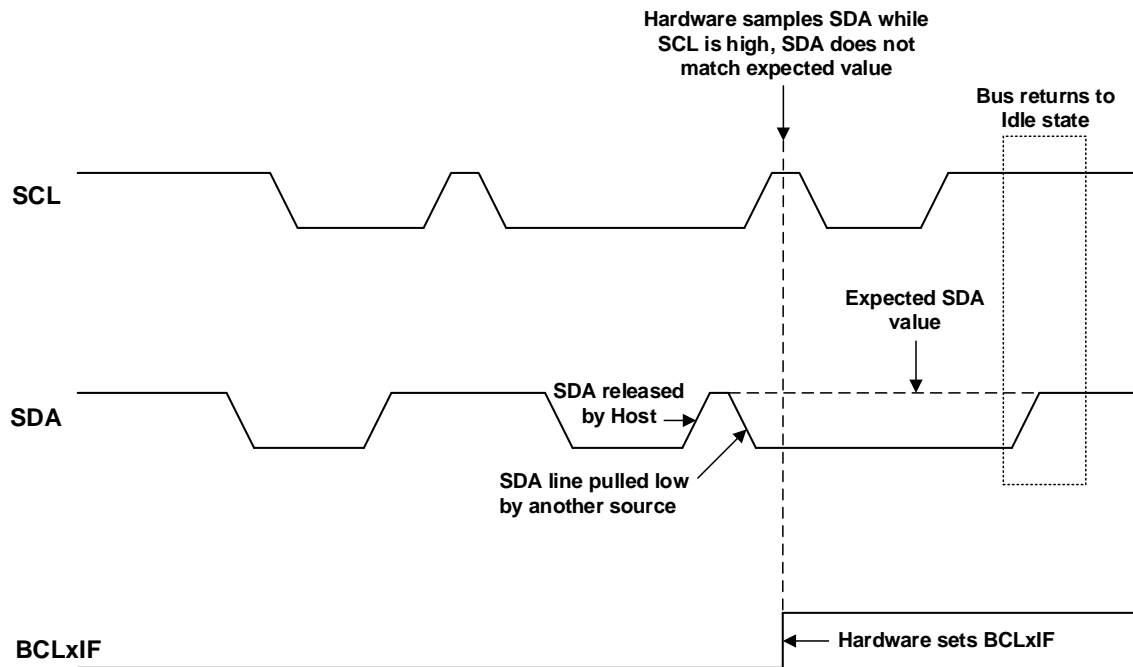 Hardware samples SDA while
SCL is high, SDA does not
match expected value
Bus returns to
Idle state
SCL
Expected SDA
value
SDA
SDA released
by Host
SDA line pulled low
by another source
BCLxIF
Hardware sets BCLxIF